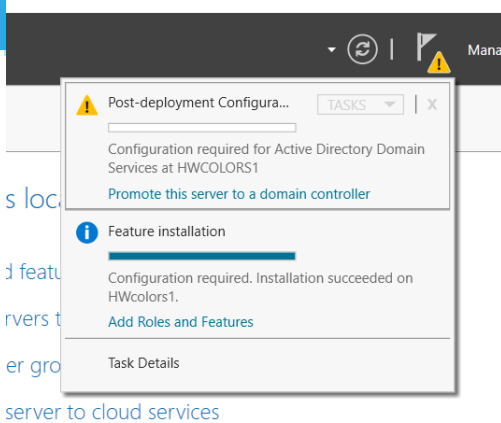 Mana
Post-deployment Configura...
TASKS
X
Configuration required for Active Directory Domain
Services at HWCOLORS1
Promote this server to a domain controller
Feature installation
Configuration required. Installation succeeded on
HWcolors1.
Add Roles and Features
Task Details
s loc
d featu
rvers t
er gro
server to cloud services